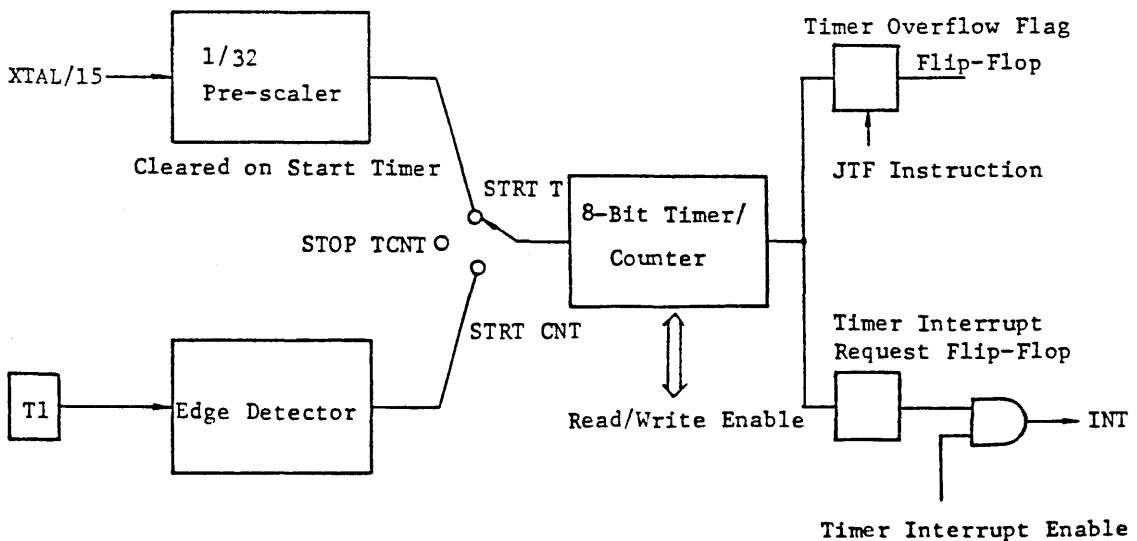 XTAL/15
1/32
Pre-scaler
Cleared on Start Timer
STRT T
STOP TCNT
STRT CNT
T1
Edge Detector
8-Bit Timer/
Counter
Read/Write Enable
Timer Overflow Flag
Flip-Flop
JTF Instruction
Timer Interrupt
Request Flip-Flop
INT
Timer Interrupt Enable